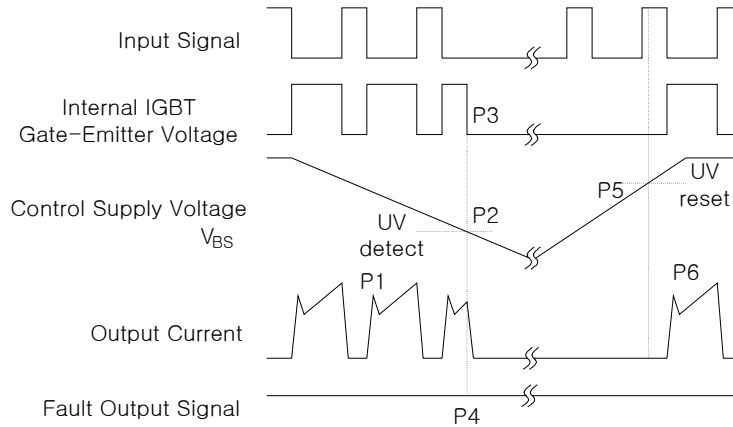 Input Signal
Internal IGBT
Gate-Emitter Voltage
P3
Control Supply Voltage
VBS
UV
detect
P2
P5
UV
reset
P1
P6
Output Current
Fault Output Signal
P4